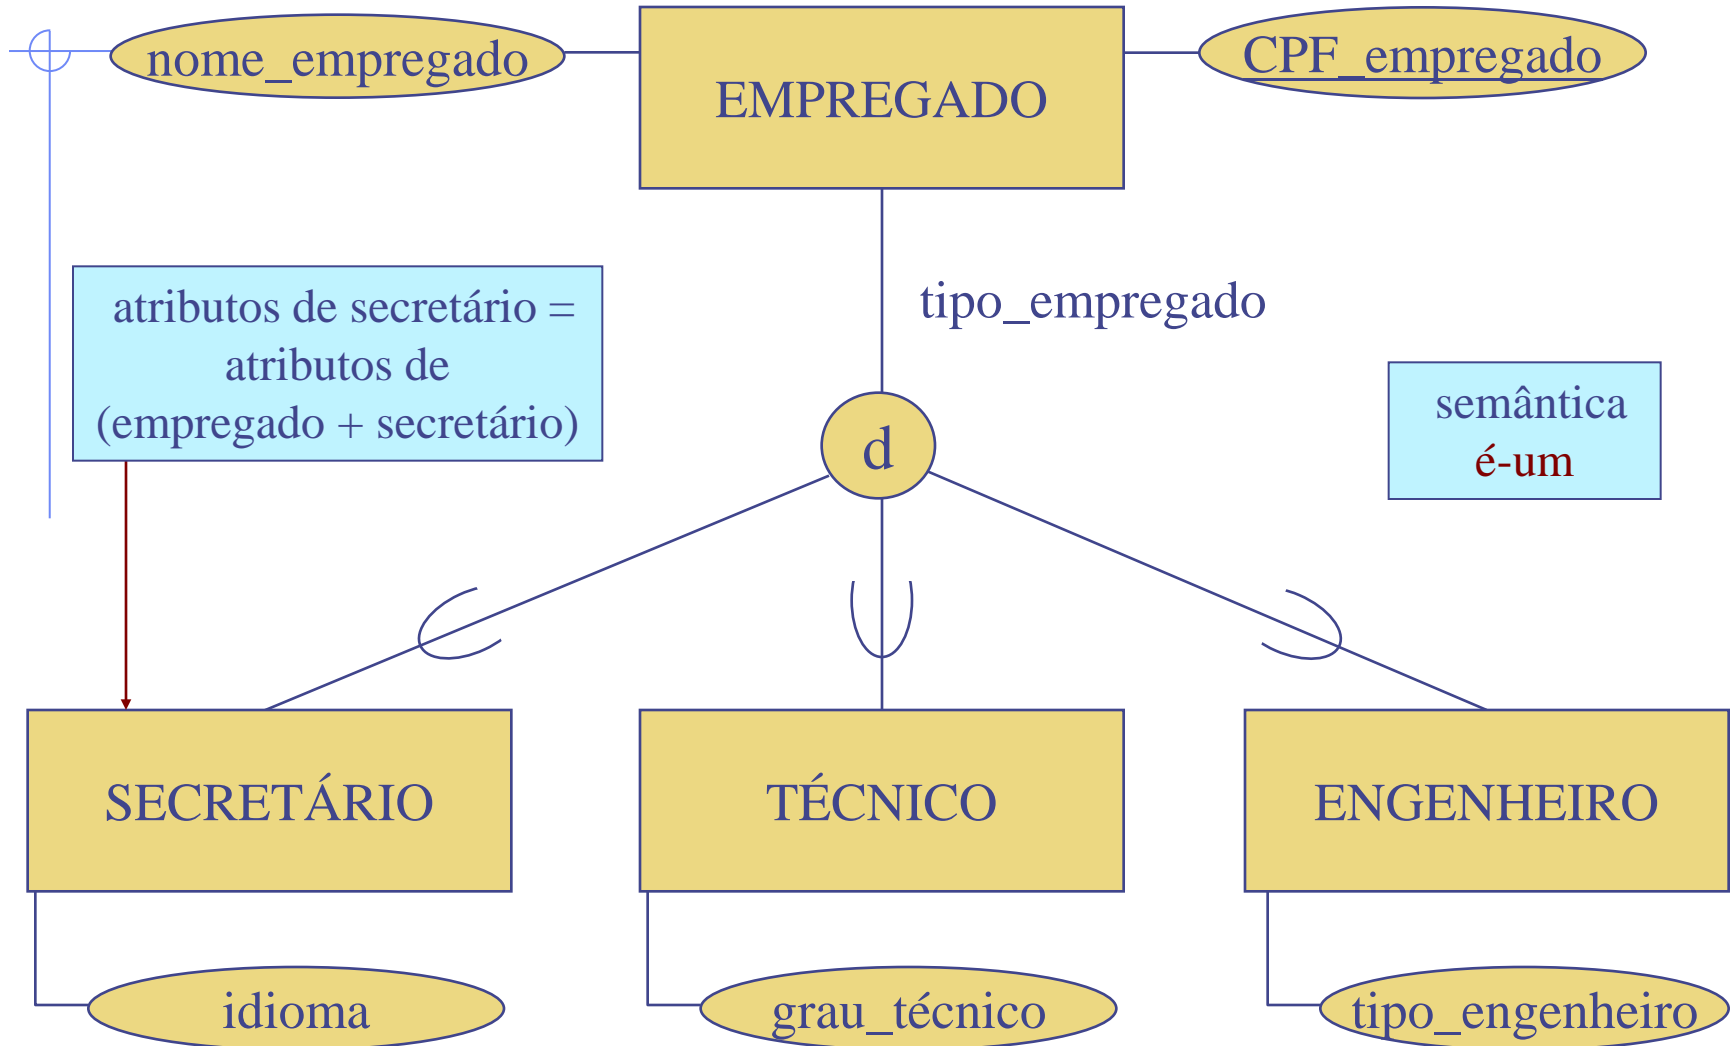 nome_empregado
EMPREGADO
CPF_empregado
atributos de secretário =
atributos de
(empregado + secretário)
tipo_empregado
semântica
é-um
d
SECRETÁRIO
TÉCNICO
ENGENHEIRO
idioma
grau_técnico
tipo_engenheiro